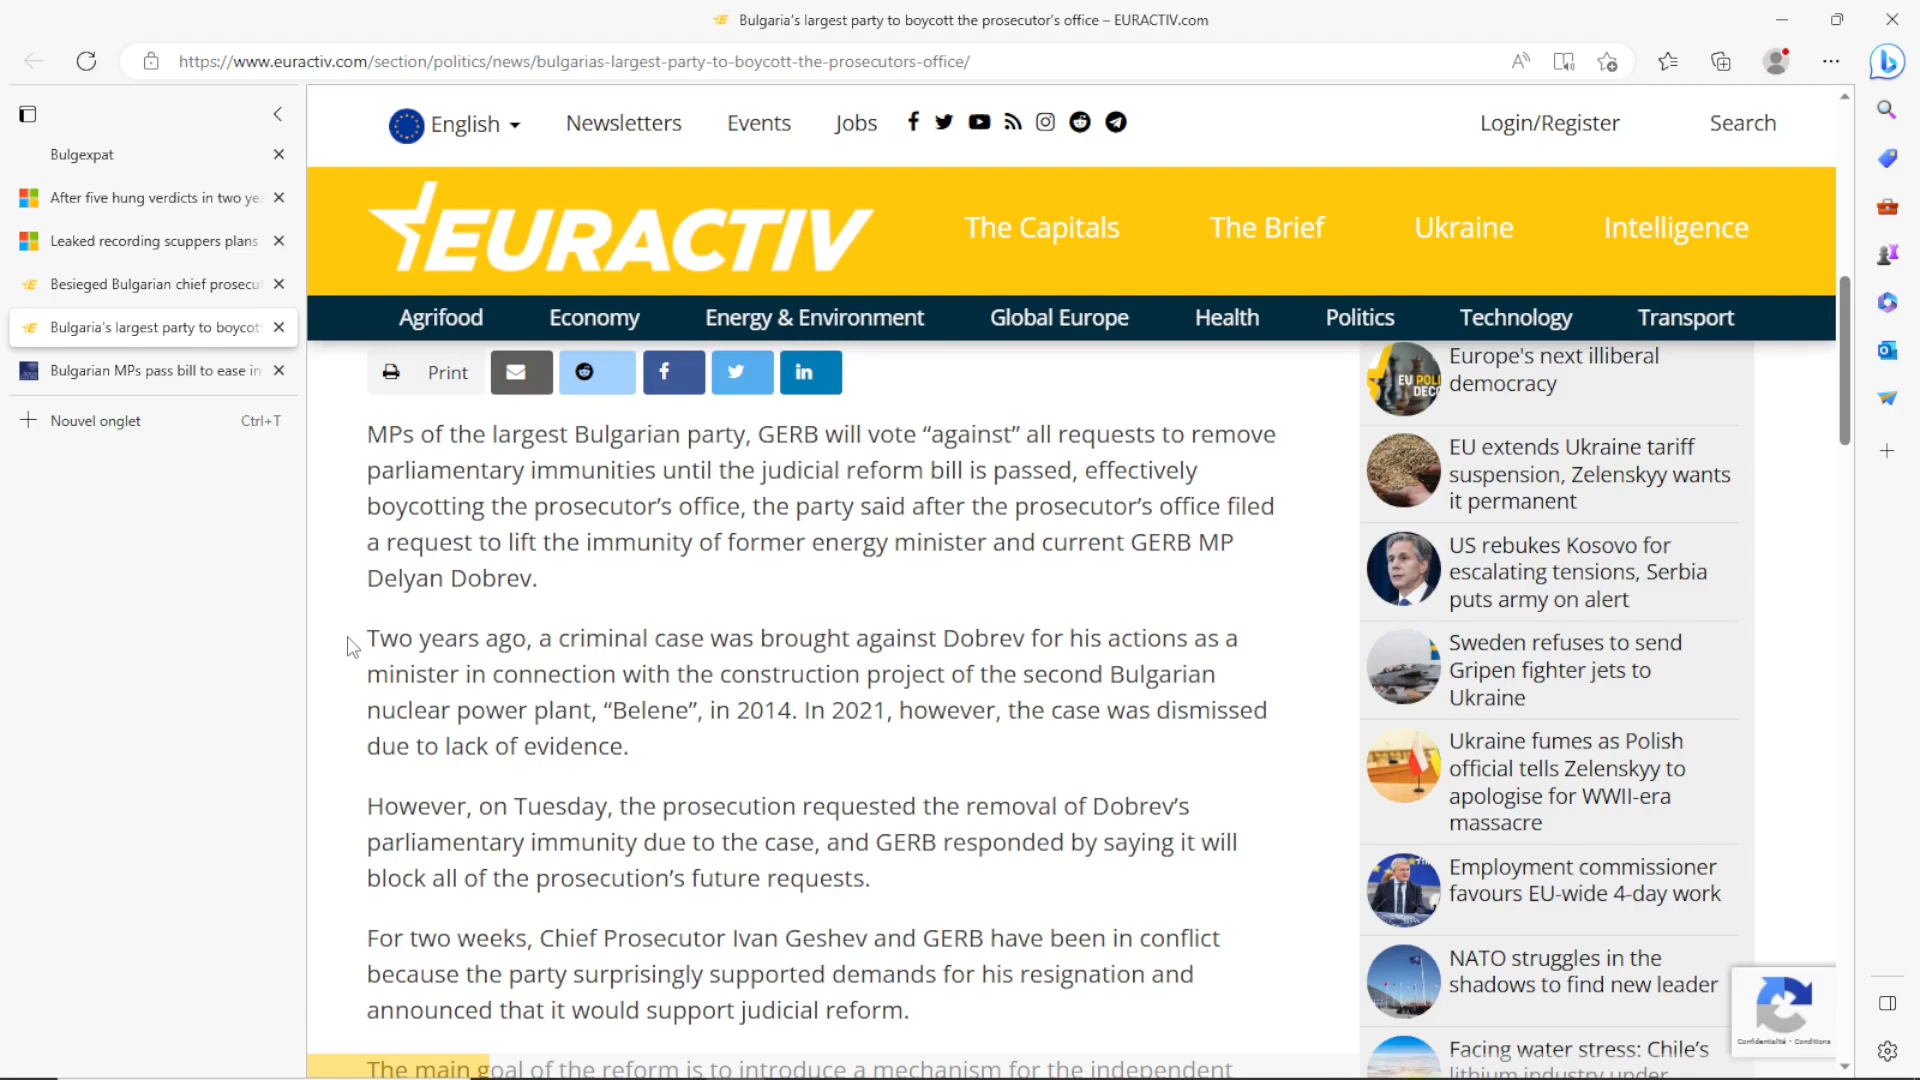 Bulgaria's largest party to boycott the prosecutor's office – EURACTIV.com
https://www.euractiv.com/section/politics/news/bulgarias-largest-party-to-boycott-the-prosecutors-office/
Bulgexpat
After five hung verdicts in two ye
Leaked recording scuppers plans
Besieged Bulgarian chief prosecu
Bulgaria's largest party to boycot
Bulgarian MPs pass bill to ease in
Nouvel onglet Ctrl+T
English Newsletters Events Jobs Login/Register Search
EURACTIV The Capitals The Brief Ukraine Intelligence
Agrifood Economy Energy & Environment Global Europe Health Politics Technology Transport
Print
MPs of the largest Bulgarian party, GERB will vote “against” all requests to remove
parliamentary immunities until the judicial reform bill is passed, effectively
boycotting the prosecutor’s office, the party said after the prosecutor’s office filed
a request to lift the immunity of former energy minister and current GERB MP
Delyan Dobrev.
Two years ago, a criminal case was brought against Dobrev for his actions as a
minister in connection with the construction project of the second Bulgarian
nuclear power plant, “Belene”, in 2014. In 2021, however, the case was dismissed
due to lack of evidence.
However, on Tuesday, the prosecution requested the removal of Dobrev’s
parliamentary immunity due to the case, and GERB responded by saying it will
block all of the prosecution’s future requests.
For two weeks, Chief Prosecutor Ivan Geshev and GERB have been in conflict
because the party surprisingly supported demands for his resignation and
announced that it would support judicial reform.
The main goal of the reform is to introduce a mechanism for the independent
EU POLI
DEC
Europe's next illiberal
democracy
EU extends Ukraine tariff
suspension, Zelenskyy wants
it permanent
US rebukes Kosovo for
escalating tensions, Serbia
puts army on alert
Sweden refuses to send
Gripen fighter jets to
Ukraine
Ukraine fumes as Polish
official tells Zelenskyy to
apologise for WWII-era
massacre
Employment commissioner
favours EU-wide 4-day work
NATO struggles in the
shadows to find new leader
Facing water stress: Chile’s
lithium industry under
Confidentialité - Conditions